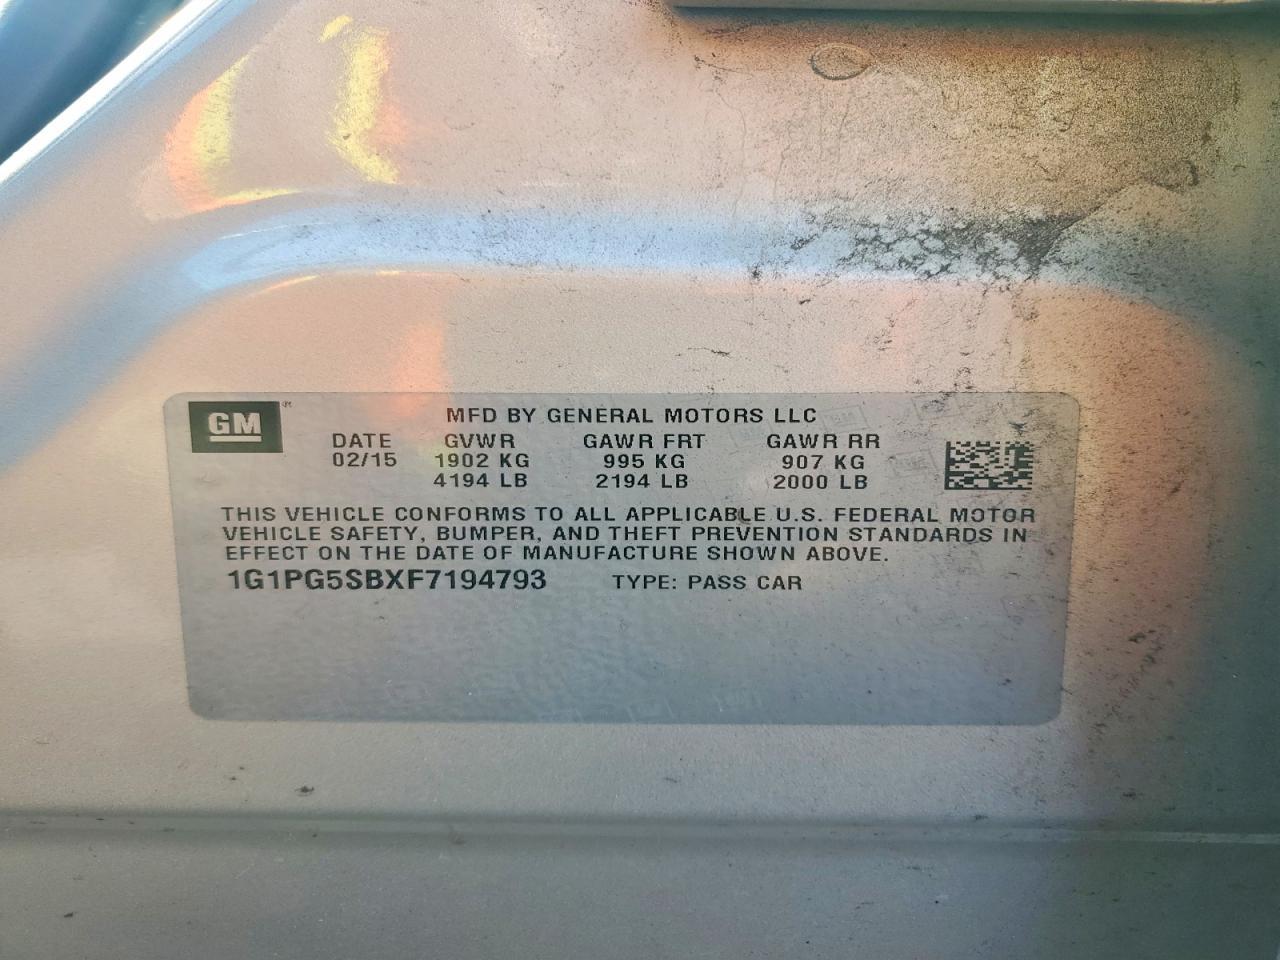 GM
MFD BY GENERAL MOTORS LLC
DATE GVWR GAWR FRT GAWR RR
02/15 1902 KG 995 KG 907 KG
4194 LB 2194 LB 2000 LB
THIS VEHICLE CONFORMS TO ALL APPLICABLE U.S. FEDERAL MOTOR
VEHICLE SAFETY, BUMPER, AND THEFT PREVENTION STANDARDS IN
EFFECT ON THE DATE OF MANUFACTURE SHOWN ABOVE.
1G1PG5SBXF7194793 TYPE: PASS CAR